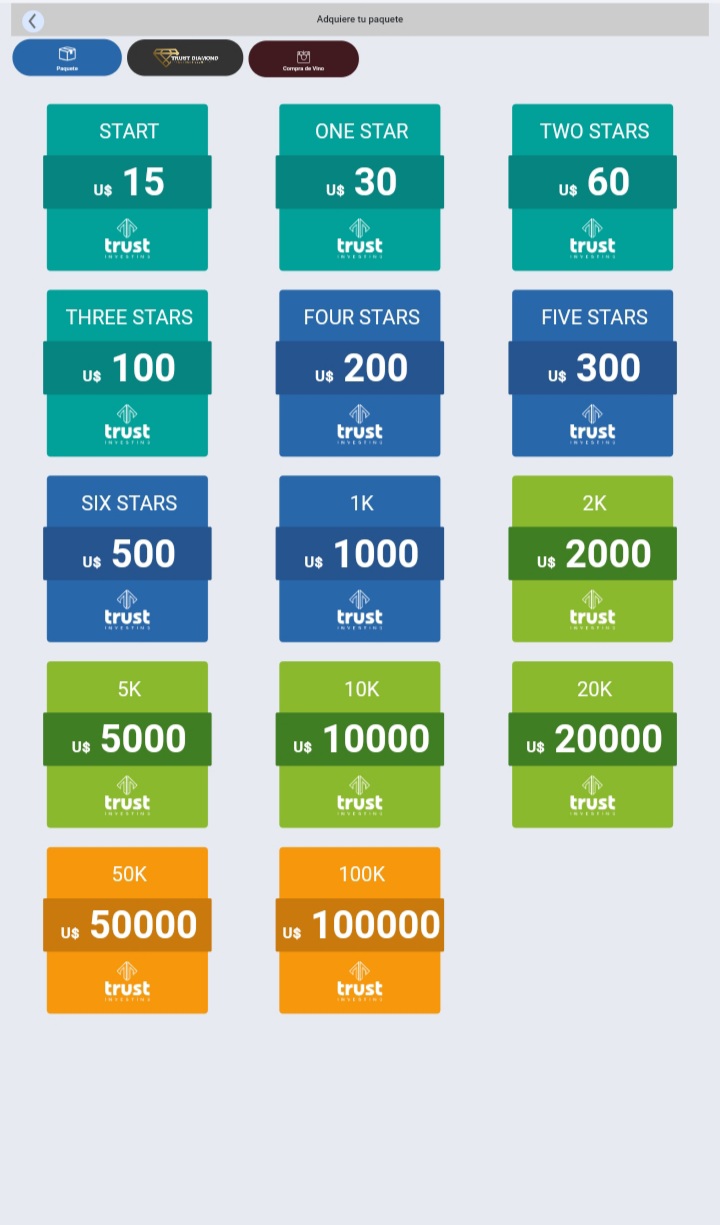 Adquiere tu paquete
Paquete
TRUST DIAMOND
Compra de Vino
START
U$ 15
trust
INVESTING
ONE STAR
U$ 30
trust
INVESTING
TWO STARS
U$ 60
trust
INVESTING
THREE STARS
U$ 100
trust
INVESTING
FOUR STARS
U$ 200
trust
INVESTING
FIVE STARS
U$ 300
trust
INVESTING
SIX STARS
U$ 500
trust
INVESTING
1K
U$ 1000
trust
INVESTING
2K
U$ 2000
trust
INVESTING
5K
U$ 5000
trust
INVESTING
10K
U$ 10000
trust
INVESTING
20K
U$ 20000
trust
INVESTING
50K
U$ 50000
trust
INVESTING
100K
U$ 100000
trust
INVESTING